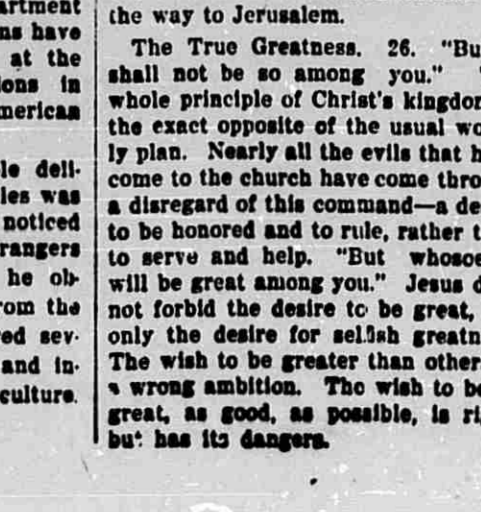 artment
ns have
at the
ions in
merican
le deli-
les was
noticed
rangers
he ob-
rom the
ed sev-
and in-
culture.
the way to Jerusalem.
The True Greatness. 26. "Bu
shall not be so among you."
whole principle of Christ's kingdo
the exact opposite of the usual wo
ly plan. Nearly all the evils that h
come to the church have come thro
a disregard of this command—a de
to be honored and to rule, rather t
to serve and help. "But whoso
will be great among you." Jesus d
not forbid the desire to be great,
only the desire for selfish greatn
The wish to be greater than other
a wrong ambition. The wish to be
great, as good, as possible, is ri
but has its dangers.